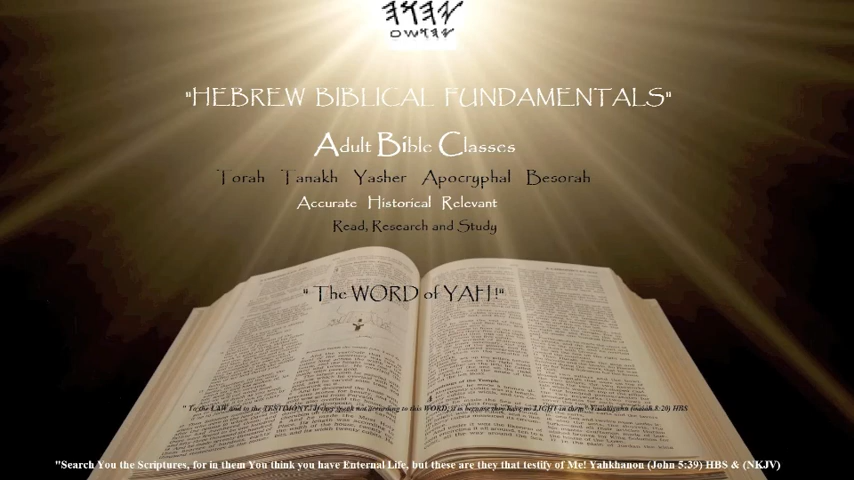 𐤉𐤄𐤅𐤄
𐤉𐤄𐤅𐤔𐤏
"HEBREW BIBLICAL FUNDAMENTALS"
Adult Bible Classes
Torah Tanakh Yasher Apocryphal Besorah
Accurate Historical Relevant
Read, Research and Study
" The WORD of YAH!"
" To the LAW and to the TESTIMONY! If they speak not according to this WORD, it is because they have no LIGHT in them" (Isaiah 8:20) HBS
"Search You the Scriptures, for in them You think you have Enternal Life, but these are they that testify of Me! Yahkhanon (John 5:39) HBS & (NKJV)